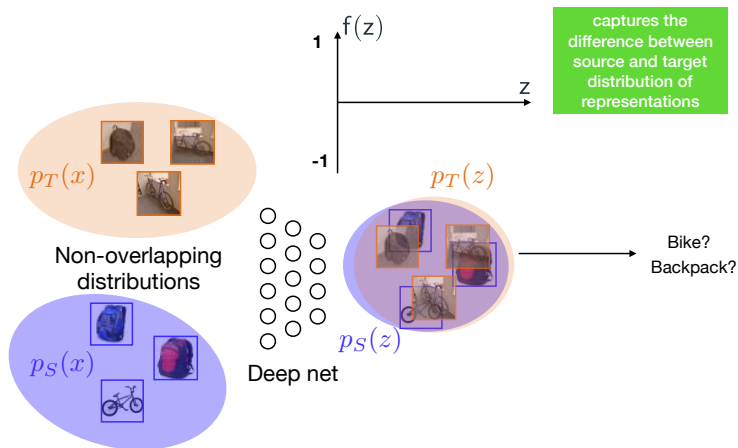 f(z)
1
z
-1
captures the
difference between
source and target
distribution of
representations
p_T(x)
p_T(z)
Non-overlapping
distributions
Bike?
Backpack?
p_S(x)
p_S(z)
Deep net